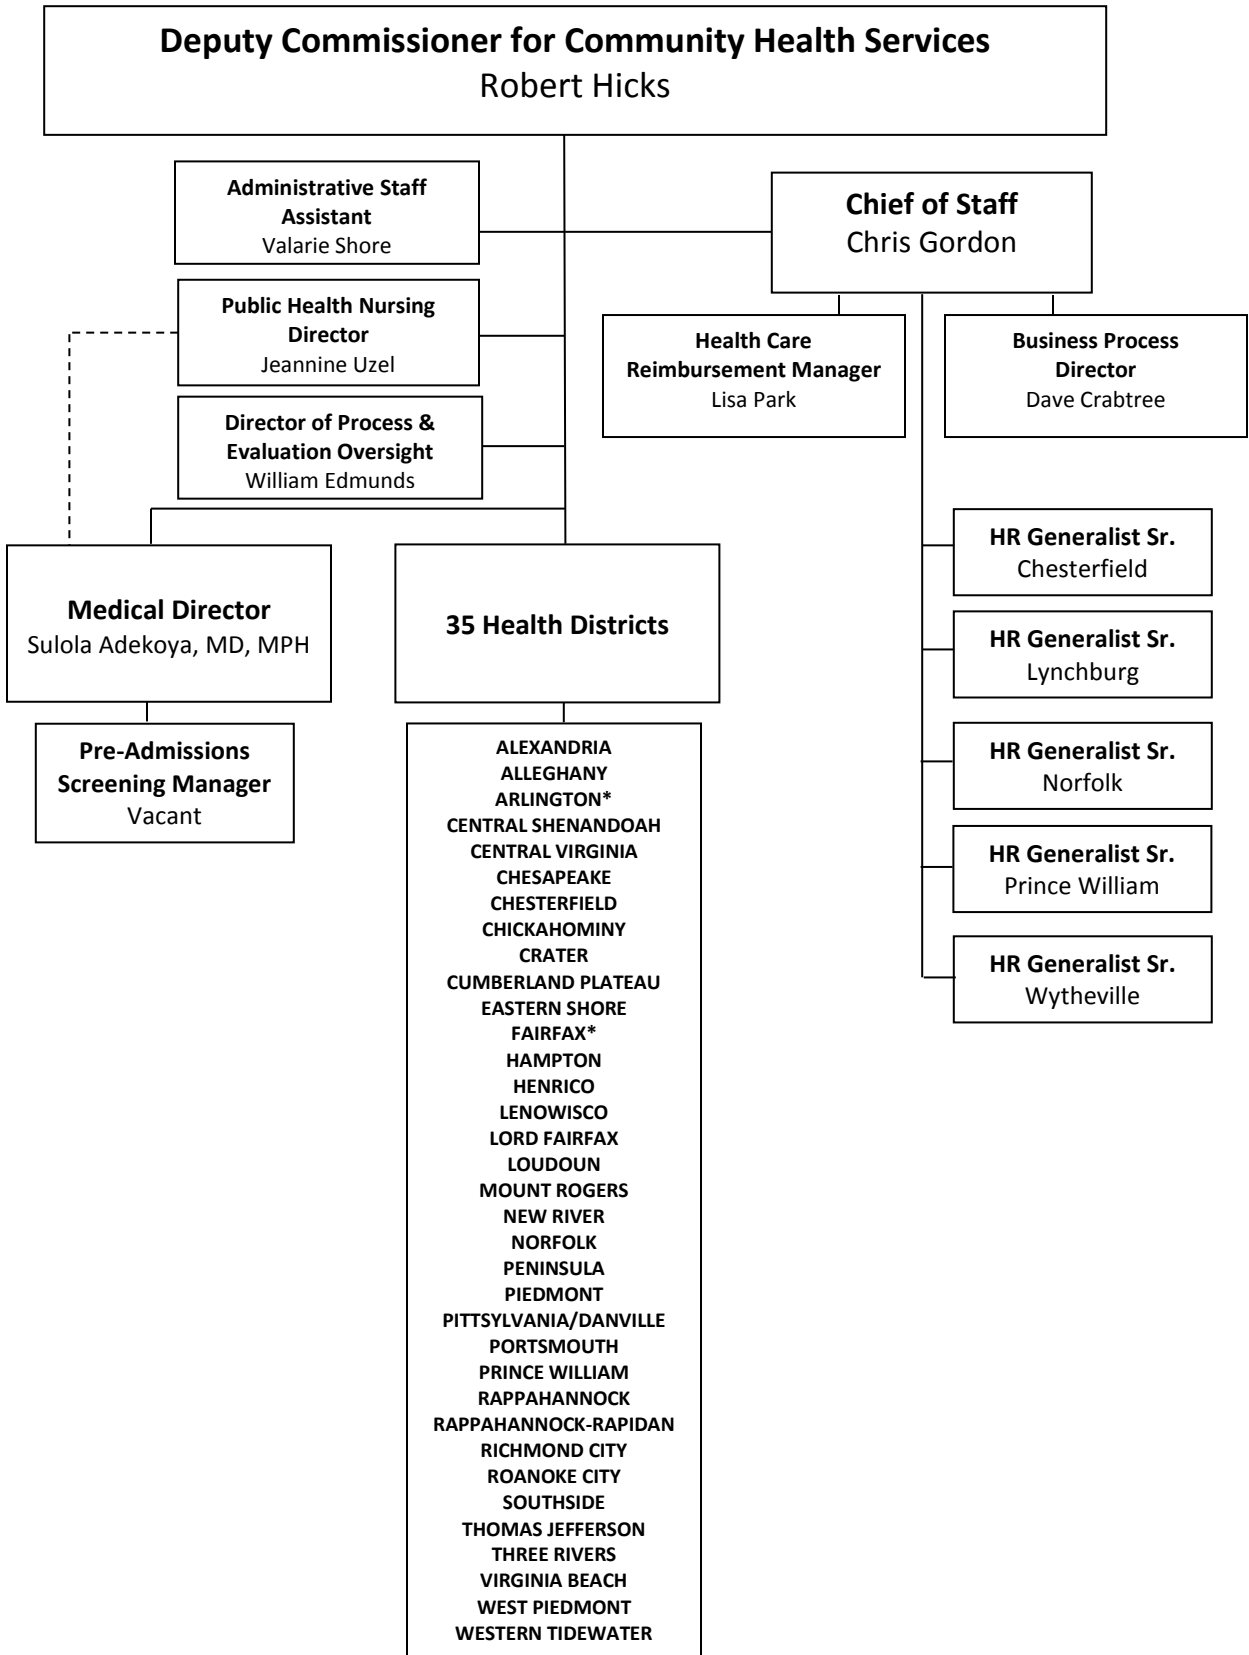 Deputy Commissioner for Community Health Services
Robert Hicks
Administrative Staff
Assistant
Valarie Shore
Chief of Staff
Chris Gordon
Public Health Nursing
Director
Jeannine Uzel
Health Care
Reimbursement Manager
Lisa Park
Business Process
Director
Dave Crabtree
Director of Process &
Evaluation Oversight
William Edmunds
Medical Director
Sulola Adekoya, MD, MPH
35 Health Districts
HR Generalist Sr.
Chesterfield
HR Generalist Sr.
Lynchburg
HR Generalist Sr.
Norfolk
HR Generalist Sr.
Prince William
HR Generalist Sr.
Wytheville
Pre-Admissions
Screening Manager
Vacant
ALEXANDRIA
ALLEGHANY
ARLINGTON*
CENTRAL SHENANDOAH
CENTRAL VIRGINIA
CHESAPEAKE
CHESTERFIELD
CHICKAHOMINY
CRATER
CUMBERLAND PLATEAU
EASTERN SHORE
FAIRFAX*
HAMPTON
HENRICO
LENOWISCO
LORD FAIRFAX
LOUDOUN
MOUNT ROGERS
NEW RIVER
NORFOLK
PENINSULA
PIEDMONT
PITTSYLVANIA/DANVILLE
PORTSMOUTH
PRINCE WILLIAM
RAPPAHANNOCK
RAPPAHANNOCK-RAPIDAN
RICHMOND CITY
ROANOKE CITY
SOUTHSIDE
THOMAS JEFFERSON
THREE RIVERS
VIRGINIA BEACH
WEST PIEDMONT
WESTERN TIDEWATER